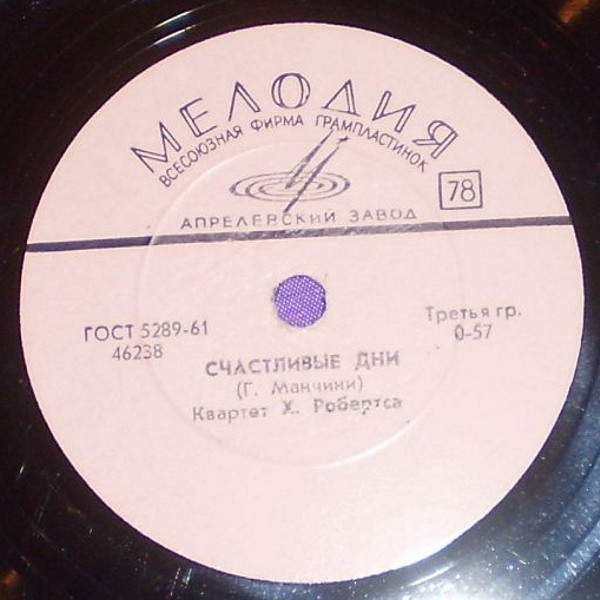 МЕЛОДИЯ
ВСЕСОЮЗНАЯ ФИРМА ГРАМПЛАСТИНОК
78
АПРЕЛЕВСКИЙ ЗАВОД
ГОСТ 5289-61
46238
Третья гр.
0-57
СЧАСТЛИВЫЕ ДНИ
(Г. Манчини)
Квартет Х. Робертса